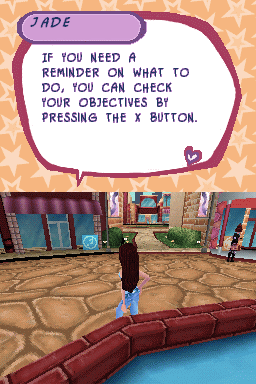 JADE
IF YOU NEED A
REMINDER ON WHAT TO
DO, YOU CAN CHECK
YOUR OBJECTIVES BY
PRESSING THE X BUTTON.